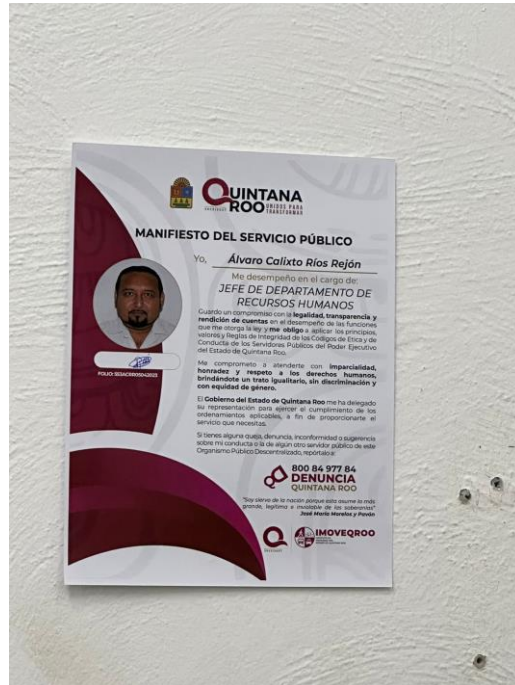 QUINTANA
ROO UNIDOS PARA
TRANSFORMAR
MANIFIESTO DEL SERVICIO PÚBLICO
Yo, Álvaro Calixto Ríos Rejón
Me desempeño en el cargo de:
JEFE DE DEPARTAMENTO DE
RECURSOS HUMANOS
Guardo un compromiso con la legalidad, transparencia y
rendición de cuentas en el desempeño de las funciones
que me otorga la ley y me obligo a aplicar los principios,
valores y Reglas de Integridad de los Códigos de Ética y de
Conducta de los Servidores Públicos del Poder Ejecutivo
del Estado de Quintana Roo.
Me comprometo a atenderte con imparcialidad,
honradez y respeto a los derechos humanos,
brindándote un trato igualitario, sin discriminación y
con equidad de género.
El Gobierno del Estado de Quintana Roo me ha delegado
su representación para ejercer el cumplimiento de los
ordenamientos aplicables, a fin de proporcionarte el
servicio que necesitas.
Si tienes alguna queja, denuncia, inconformidad o sugerencia
sobre mi conducta o la de algún otro servidor público de este
Organismo Público Descentralizado, repórtalo a:
800 84 977 84
DENUNCIA
QUINTANA ROO
"Soy siervo de la nación porque esta asume la más
grande, legítima e inviolable de las soberanías"
José María Morelos y Pavón
IMOVEQROO